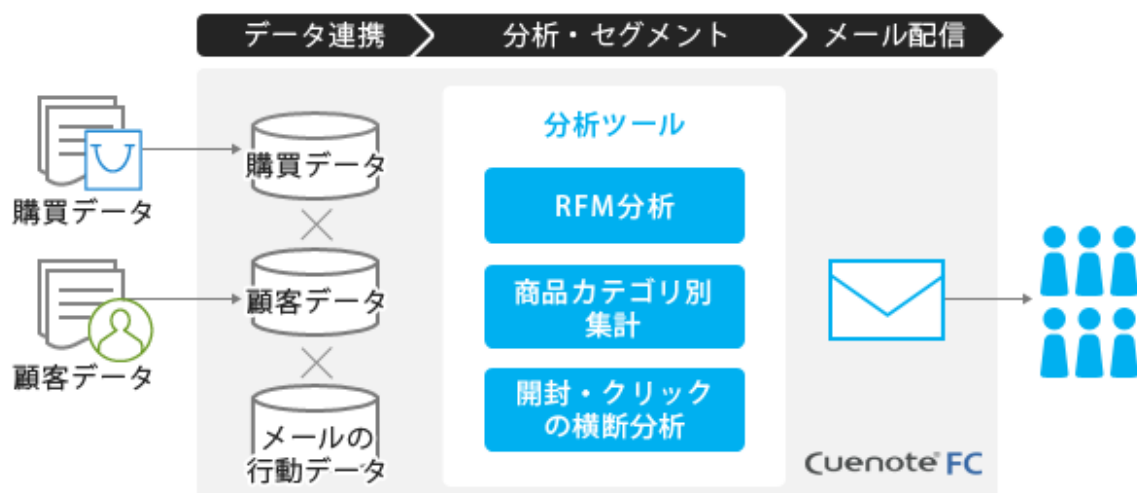 データ連携
分析・セグメント
メール配信
購買データ
顧客データ
購買データ
顧客データ
メールの
行動データ
分析ツール
RFM分析
商品カテゴリ別
集計
開封・クリック
の横断分析
Cuenote® FC